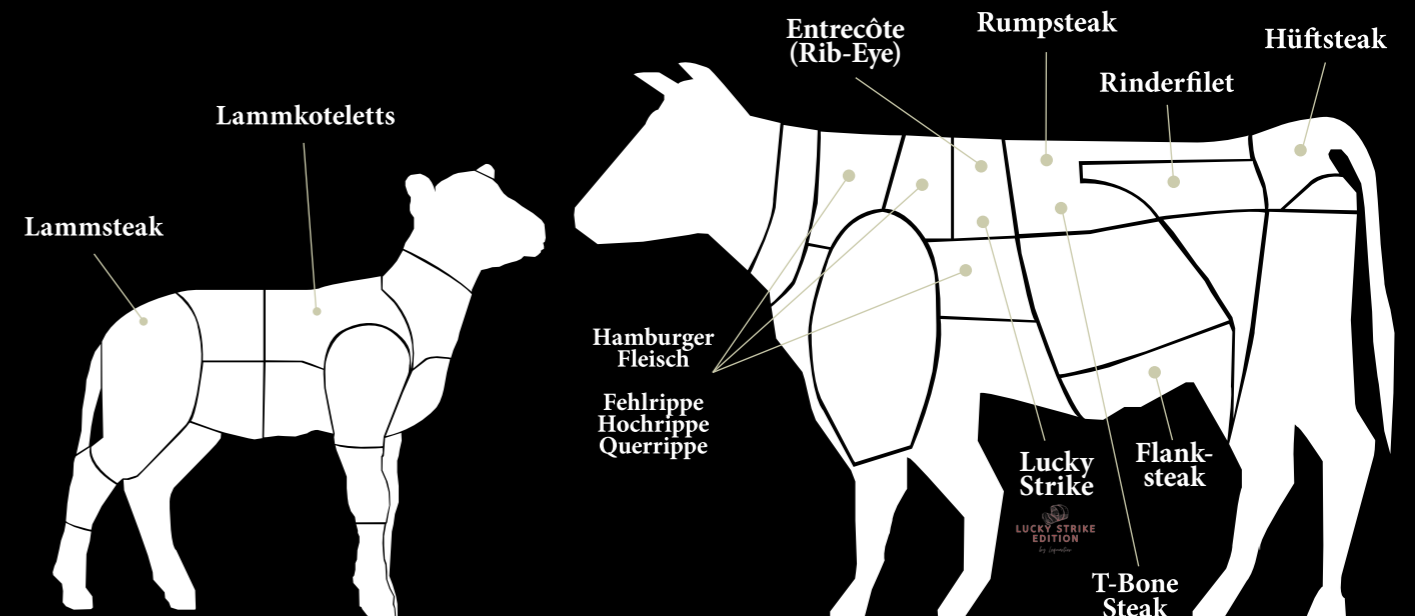 Entrecôte
(Rib-Eye)
Rumpsteak
Hüftsteak
Rinderfilet
Lammkoteletts
Lammsteak
Hamburger
Fleisch
Fehlrippe
Hochrippe
Querrippe
Lucky
Strike
LUCKY STRIKE
EDITION
Flank-
steak
T-Bone
Steak